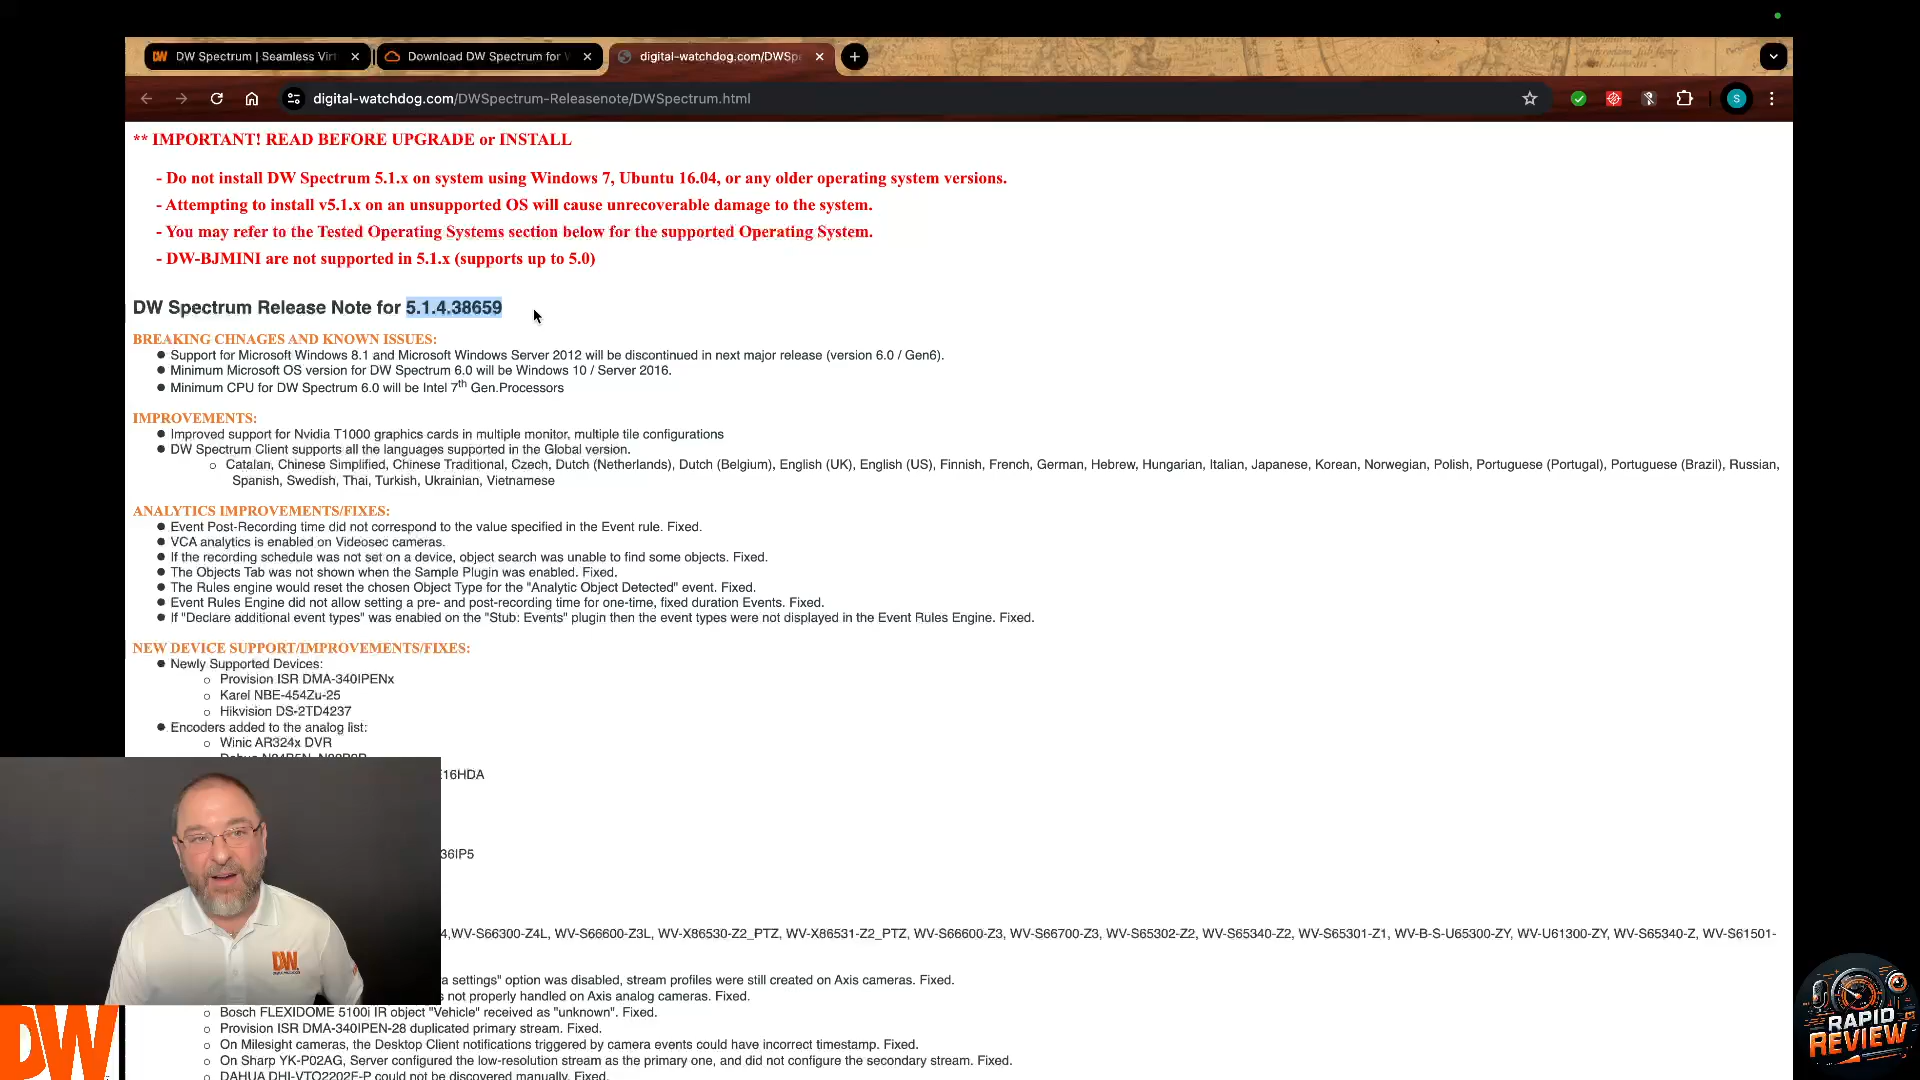 DW Spectrum | Seamless Virt
Download DW Spectrum for V
digital-watchdog.com/DWSp
digital-watchdog.com/DWSpectrum-Releasenote/DWSpectrum.html
S
** IMPORTANT! READ BEFORE UPGRADE or INSTALL
- Do not install DW Spectrum 5.1.x on system using Windows 7, Ubuntu 16.04, or any older operating system versions.
- Attempting to install v5.1.x on an unsupported OS will cause unrecoverable damage to the system.
- You may refer to the Tested Operating Systems section below for the supported Operating System.
- DW-BJMINI are not supported in 5.1.x (supports up to 5.0)
DW Spectrum Release Note for 5.1.4.38659
BREAKING CHNAGES AND KNOWN ISSUES:
● Support for Microsoft Windows 8.1 and Microsoft Windows Server 2012 will be discontinued in next major release (version 6.0 / Gen6).
● Minimum Microsoft OS version for DW Spectrum 6.0 will be Windows 10 / Server 2016.
● Minimum CPU for DW Spectrum 6.0 will be Intel 7th Gen.Processors
IMPROVEMENTS:
● Improved support for Nvidia T1000 graphics cards in multiple monitor, multiple tile configurations
● DW Spectrum Client supports all the languages supported in the Global version.
○ Catalan, Chinese Simplified, Chinese Traditional, Czech, Dutch (Netherlands), Dutch (Belgium), English (UK), English (US), Finnish, French, German, Hebrew, Hungarian, Italian, Japanese, Korean, Norwegian, Polish, Portuguese (Portugal), Portuguese (Brazil), Russian,
Spanish, Swedish, Thai, Turkish, Ukrainian, Vietnamese
ANALYTICS IMPROVEMENTS/FIXES:
● Event Post-Recording time did not correspond to the value specified in the Event rule. Fixed.
● VCA analytics is enabled on Videosec cameras.
● If the recording schedule was not set on a device, object search was unable to find some objects. Fixed.
● The Objects Tab was not shown when the Sample Plugin was enabled. Fixed.
● The Rules engine would reset the chosen Object Type for the "Analytic Object Detected" event. Fixed.
● Event Rules Engine did not allow setting a pre- and post-recording time for one-time, fixed duration Events. Fixed.
● If "Declare additional event types" was enabled on the "Stub: Events" plugin then the event types were not displayed in the Event Rules Engine. Fixed.
NEW DEVICE SUPPORT/IMPROVEMENTS/FIXES:
● Newly Supported Devices:
○ Provision ISR DMA-340IPENx
○ Karel NBE-454Zu-25
○ Hikvision DS-2TD4237
● Encoders added to the analog list:
○ Winic AR324x DVR
E16HDA
36IP5
4,WV-S66300-Z4L, WV-S66600-Z3L, WV-X86530-Z2_PTZ, WV-X86531-Z2_PTZ, WV-S66600-Z3, WV-S66700-Z3, WV-S65302-Z2, WV-S65340-Z2, WV-S65301-Z1, WV-B-S-U65300-ZY, WV-U61300-ZY, WV-S65340-Z, WV-S61501-
a settings" option was disabled, stream profiles were still created on Axis cameras. Fixed.
s not properly handled on Axis analog cameras. Fixed.
○ Bosch FLEXIDOME 5100i IR object "Vehicle" received as "unknown". Fixed.
○ Provision ISR DMA-340IPEN-28 duplicated primary stream. Fixed.
○ On Milesight cameras, the Desktop Client notifications triggered by camera events could have incorrect timestamp. Fixed.
○ On Sharp YK-P02AG, Server configured the low-resolution stream as the primary one, and did not configure the secondary stream. Fixed.
○ DAHUA DHI-VTO2202F-P could not be discovered manually. Fixed.
DW
DW
RAPID
REVIEW